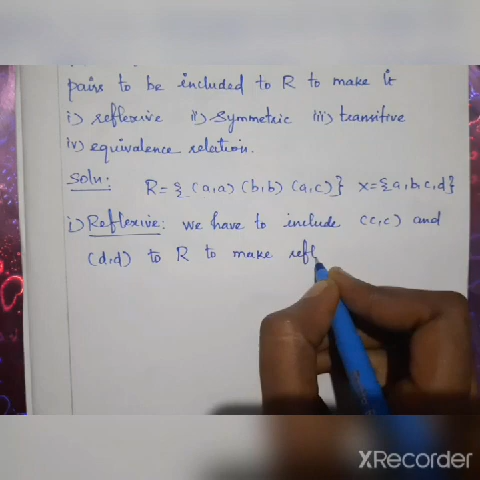 pairs to be included to R to make it
i) reflexive ii) Symmetric iii) transitive
iv) equivalence relation.
Soln: R = { (a,a) (b,b) (a,c) } x = {a,b,c,d}
i) Reflexive: we have to include (c,c) and
(d,d) to R to make refl
XRecorder